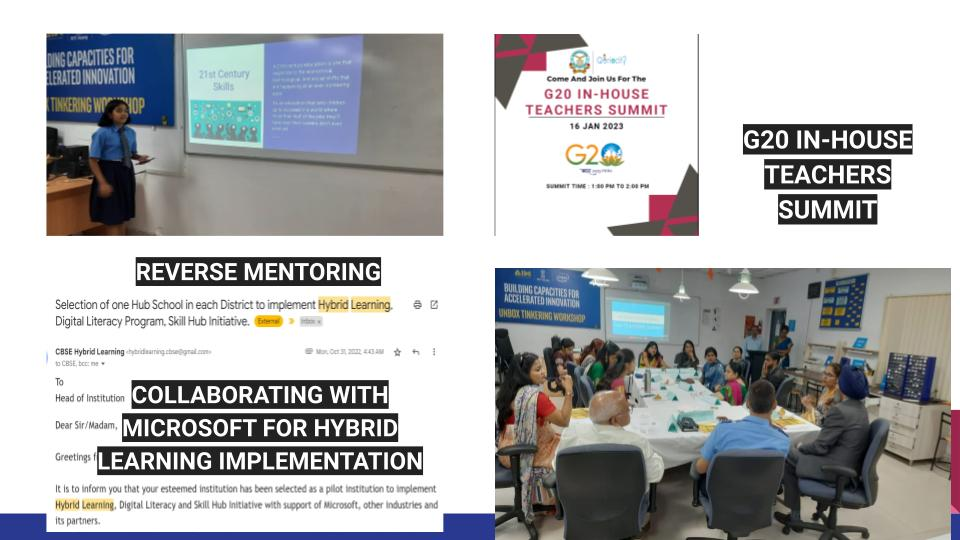 LDING CAPACITIES FOR
ELERATED INNOVATION
TINKERING WORKSHOP
21st Century
Skills
Come And Join Us For The
G20 IN-HOUSE
TEACHERS SUMMIT
16 JAN 2023
G20
SUMMIT TIME : 1:00 PM TO 2:00 PM
G20 IN-HOUSE
TEACHERS
SUMMIT
REVERSE MENTORING
Selection of one Hub School in each District to implement Hybrid Learning,
Digital Literacy Program, Skill Hub Initiative. External Inbox x
CBSE Hybrid Learning <hybridlearning.cbse@gmail.com> Mon, Oct 31, 2022, 4:43 AM
to CBSE, bcc: me
To
Head of Institution
Dear Sir/Madam,
Greetings f
COLLABORATING WITH
MICROSOFT FOR HYBRID
LEARNING IMPLEMENTATION
It is to inform you that your esteemed institution has been selected as a pilot institution to implement
Hybrid Learning, Digital Literacy and Skill Hub Initiative with support of Microsoft, other Industries and
its partners.
BUILDING CAPACITIES FOR
ACCELERATED INNOVATION
UNBOX TINKERING WORKSHOP